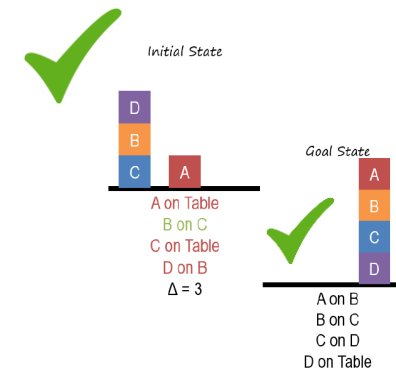 Initial State
D
B
C
A
A on Table
B on C
C on Table
D on B
Δ = 3
Goal State
A
B
C
D
A on B
B on C
C on D
D on Table